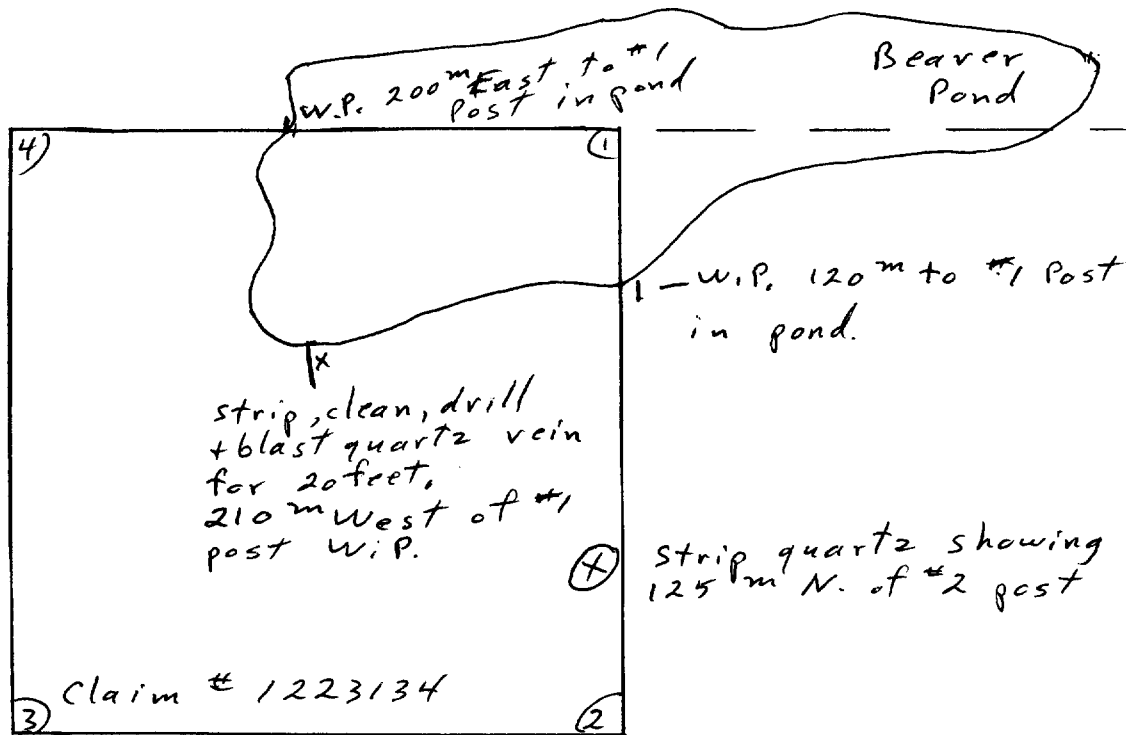 Beaver
Pond
W.P. 200m East to #1
Post in pond
4
1
1 — W.P. 120m to #1 Post
in pond.
x
strip, clean, drill
+ blast quartz vein
for 20 feet,
210m West of #1
post W.P.
X
strip quartz showing
125m N. of #2 post
Claim # 1223134
3
2